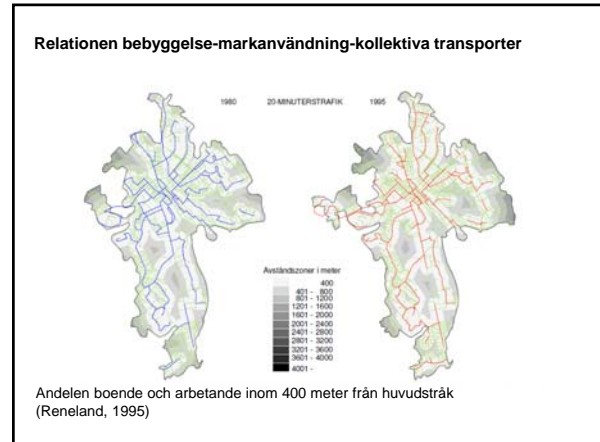 Relationen bebyggelse-markanvändning-kollektiva transporter
1980 20-MINUTERSTRAFIK 1995
Avståndszoner i meter
400
401 - 800
801 - 1200
1201 - 1600
1601 - 2000
2001 - 2400
2401 - 2800
2801 - 3200
3201 - 3600
3601 - 4000
4001 -
Andelen boende och arbetande inom 400 meter från huvudstråk
(Reneland, 1995)